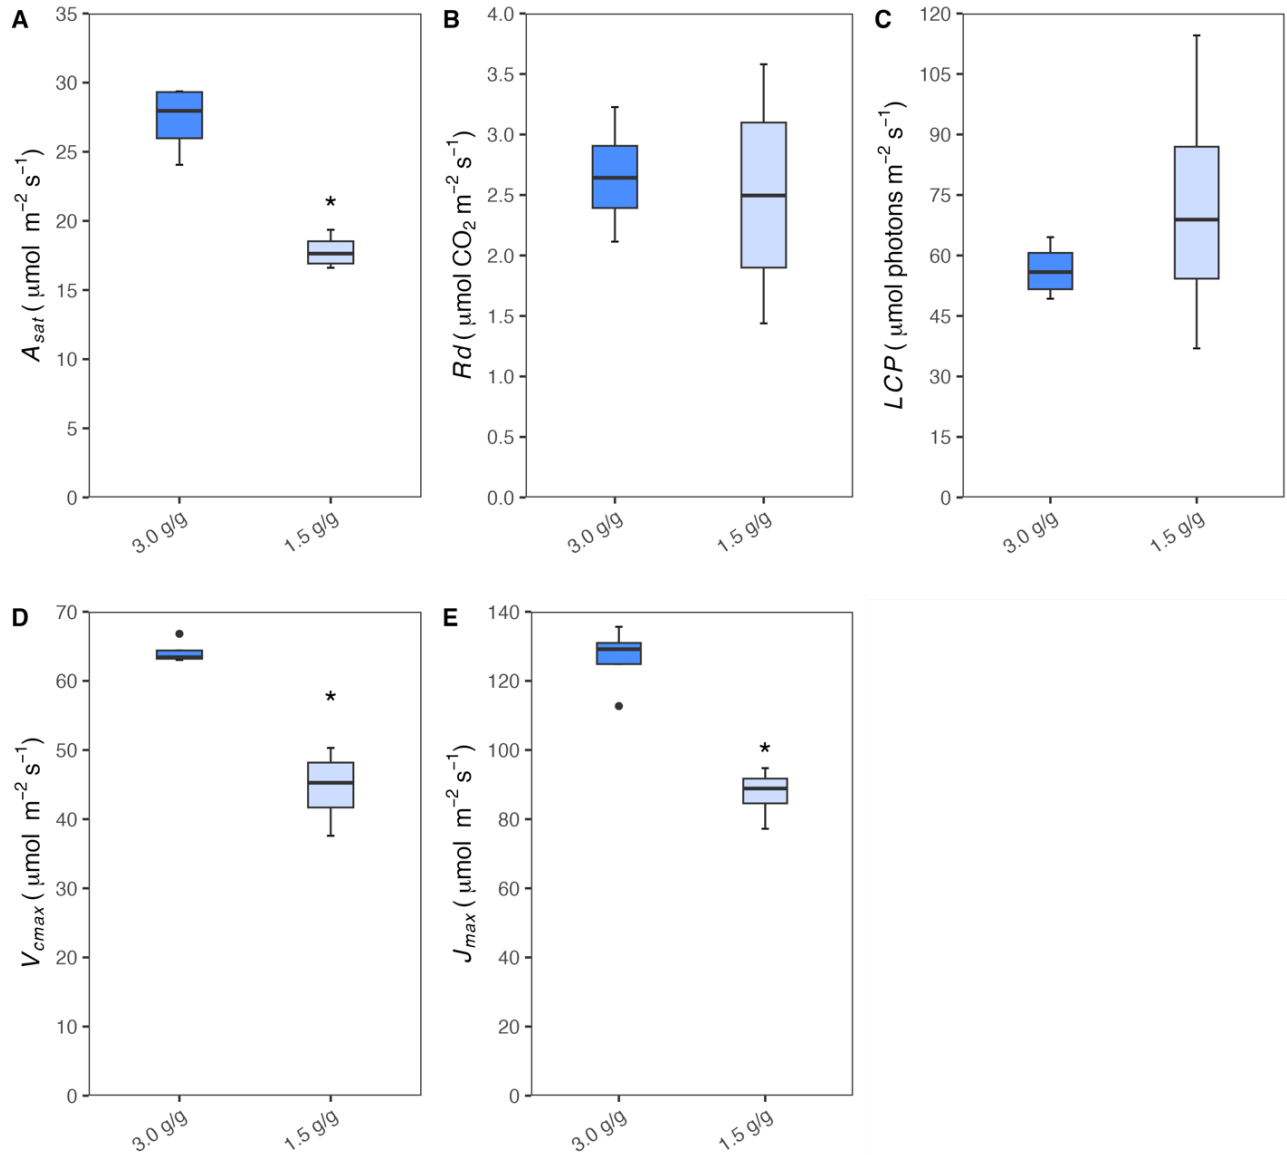 A
B
C
35
30
25
20
15
10
5
0
A_sat ( μmol m⁻² s⁻¹)
*
3.0 g/g
1.5 g/g
4.0
3.5
3.0
2.5
2.0
1.5
1.0
0.5
0.0
Rd ( μmol CO₂ m⁻² s⁻¹)
3.0 g/g
1.5 g/g
120
105
90
75
60
45
30
15
0
LCP ( μmol photons m⁻² s⁻¹)
3.0 g/g
1.5 g/g
D
E
70
60
50
40
30
20
10
0
V_cmax ( μmol m⁻² s⁻¹)
*
3.0 g/g
1.5 g/g
140
120
100
80
60
40
20
0
J_max ( μmol m⁻² s⁻¹)
*
3.0 g/g
1.5 g/g